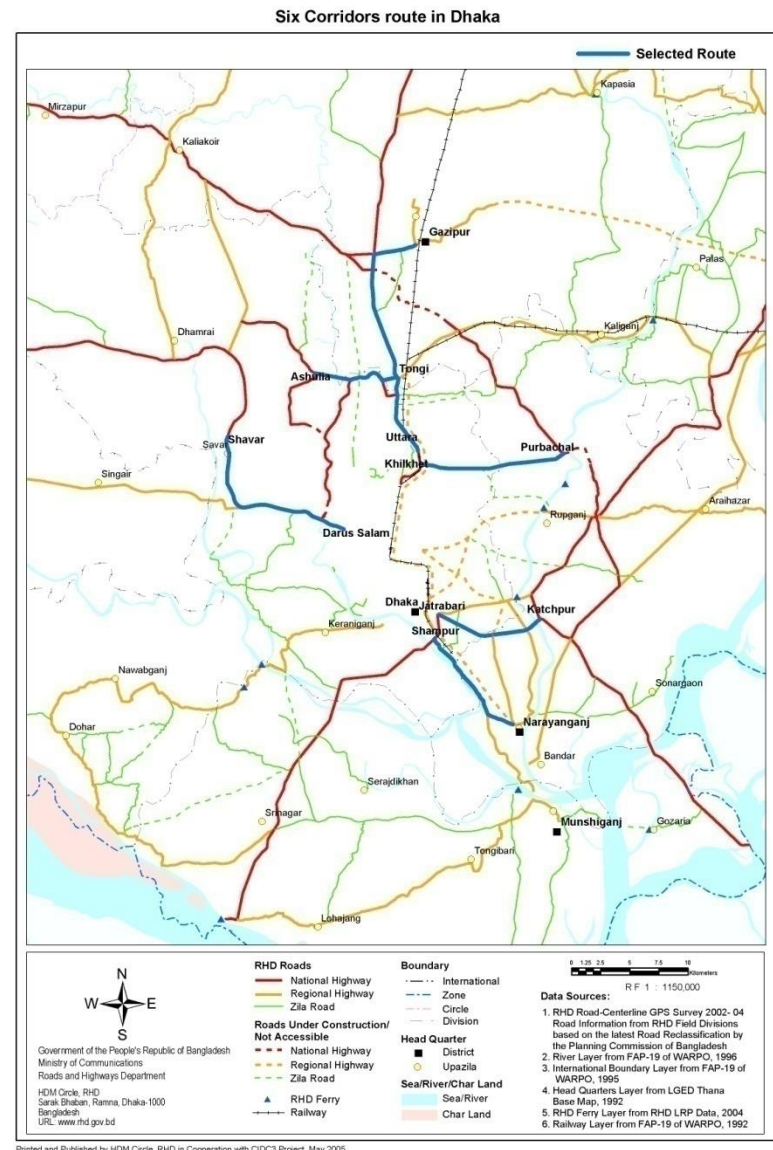 Six Corridors route in Dhaka
Selected Route
Kapasia
Mirzapur
Kaliakoir
Gazipur
Palas
Kaliganj
Dhamrai
Ashulia
Tongi
Uttara
Shavar
Savar
Purbachal
Khilkhet
Singair
Araihazar
Rupganj
Darus Salam
Dhaka
Jatrabari
Katchpur
Keraniganj
Shampur
Nawabganj
Sonargaon
Dohar
Narayanganj
Bandar
Serajdikhan
Srinagar
Munshiganj
Gozaria
Tongibari
Lohajang
N
W
E
S
Government of the People's Republic of Bangladesh
Ministry of Communications
Roads and Highways Department
HDM Circle, RHD
Sarak Bhaban, Ramna, Dhaka-1000
Bangladesh
URL: www.rhd.gov.bd
RHD Roads
National Highway
Regional Highway
Zila Road
Roads Under Construction/
Not Accessible
National Highway
Regional Highway
Zila Road
RHD Ferry
Railway
Boundary
International
Zone
Circle
Division
Head Quarter
District
Upazila
Sea/River/Char Land
Sea/River
Char Land
0 1.25 2.5 5 7.5 10
Kilometers
R F 1 : 1150,000
Data Sources:
1. RHD Road-Centerline GPS Survey 2002- 04
Road Information from RHD Field Divisions
based on the latest Road Reclassification by
the Planning Commission of Bangladesh
2. River Layer from FAP-19 of WARPO, 1996
3. International Boundary Layer from FAP-19 of
WARPO, 1995
4. Head Quarters Layer from LGED Thana
Base Map, 1992
5. RHD Ferry Layer from RHD LRP Data, 2004
6. Railway Layer from FAP-19 of WARPO, 1992
Printed and Published by HDM Circle, RHD in Cooperation with CIDC3 Project, May 2005